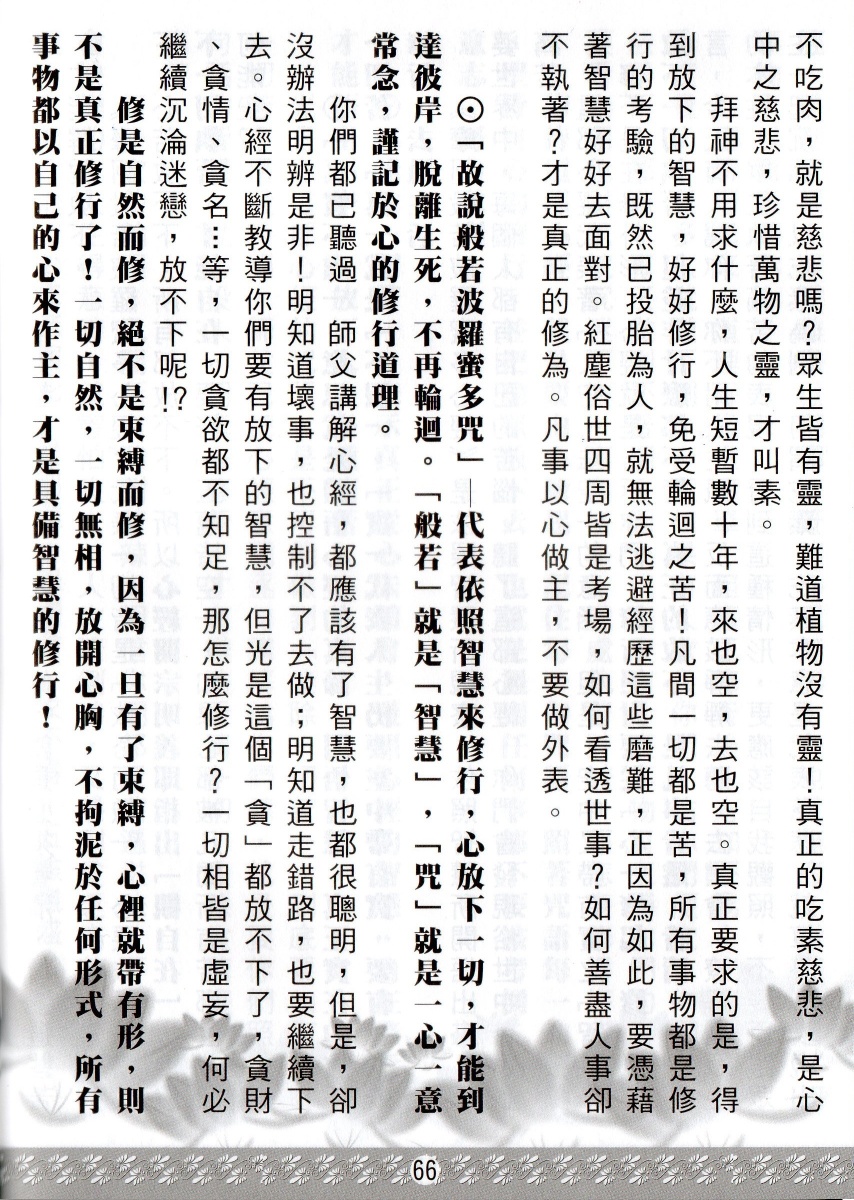 不吃肉，就是慈悲嗎？眾生皆有靈，難道植物沒有靈！真正的吃素慈悲，是心
中之慈悲，珍惜萬物之靈，才叫素。
拜神不用求什麼，人生短暫數十年，來也空，去也空。真正要求的是，得
到放下的智慧，好好修行，免受輪迴之苦！凡間一切都是苦，所有事物都是修
行的考驗，既然已投胎為人，就無法逃避經歷這些磨難，正因為如此，要憑藉
著智慧好好去面對。紅塵俗世四周皆是考場，如何看透世事？如何善盡人事卻
不執著？才是真正的修為。凡事以心做主，不要做外表。
⊙「故說般若波羅蜜多咒」—代表依照智慧來修行，心放下一切，才能到
達彼岸，脫離生死，不再輪迴。「般若」就是「智慧」，「咒」就是一心一意
常念，謹記於心的修行道理。
你們都已聽過　師父講解心經，都應該有了智慧，也都很聰明，但是，卻
沒辦法明辨是非！明知道壞事，也控制不了去做；明知道走錯路，也要繼續下
去。心經不斷教導你們要有放下的智慧，但光是這個「貪」都放不下了，貪財
、貪情、貪名…等，一切貪欲都不知足，那怎麼修行？一切相皆是虛妄，何必
繼續沉淪迷戀，放不下呢!?
修是自然而修，絕不是束縛而修，因為一旦有了束縛，心裡就帶有形，則
不是真正修行了！一切自然，一切無相，放開心胸，不拘泥於任何形式，所有
事物都以自己的心來作主，才是具備智慧的修行！
66